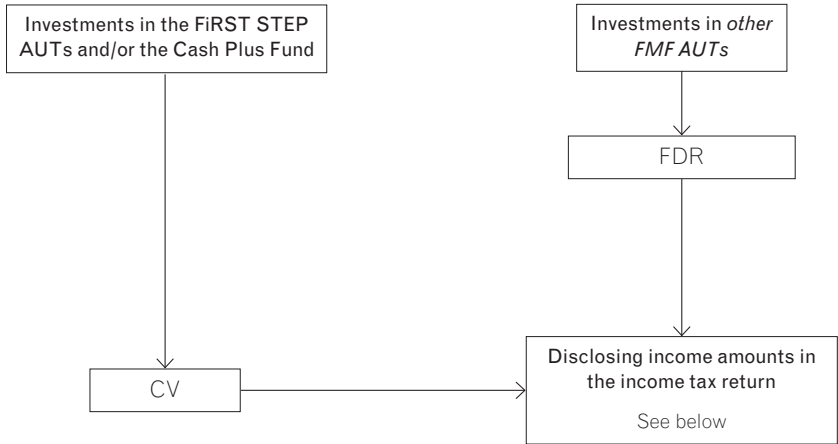 Investments in the FiRST STEP
AUTs and/or the Cash Plus Fund
Investments in other
FMF AUTs
FDR
CV
Disclosing income amounts in
the income tax return
See below